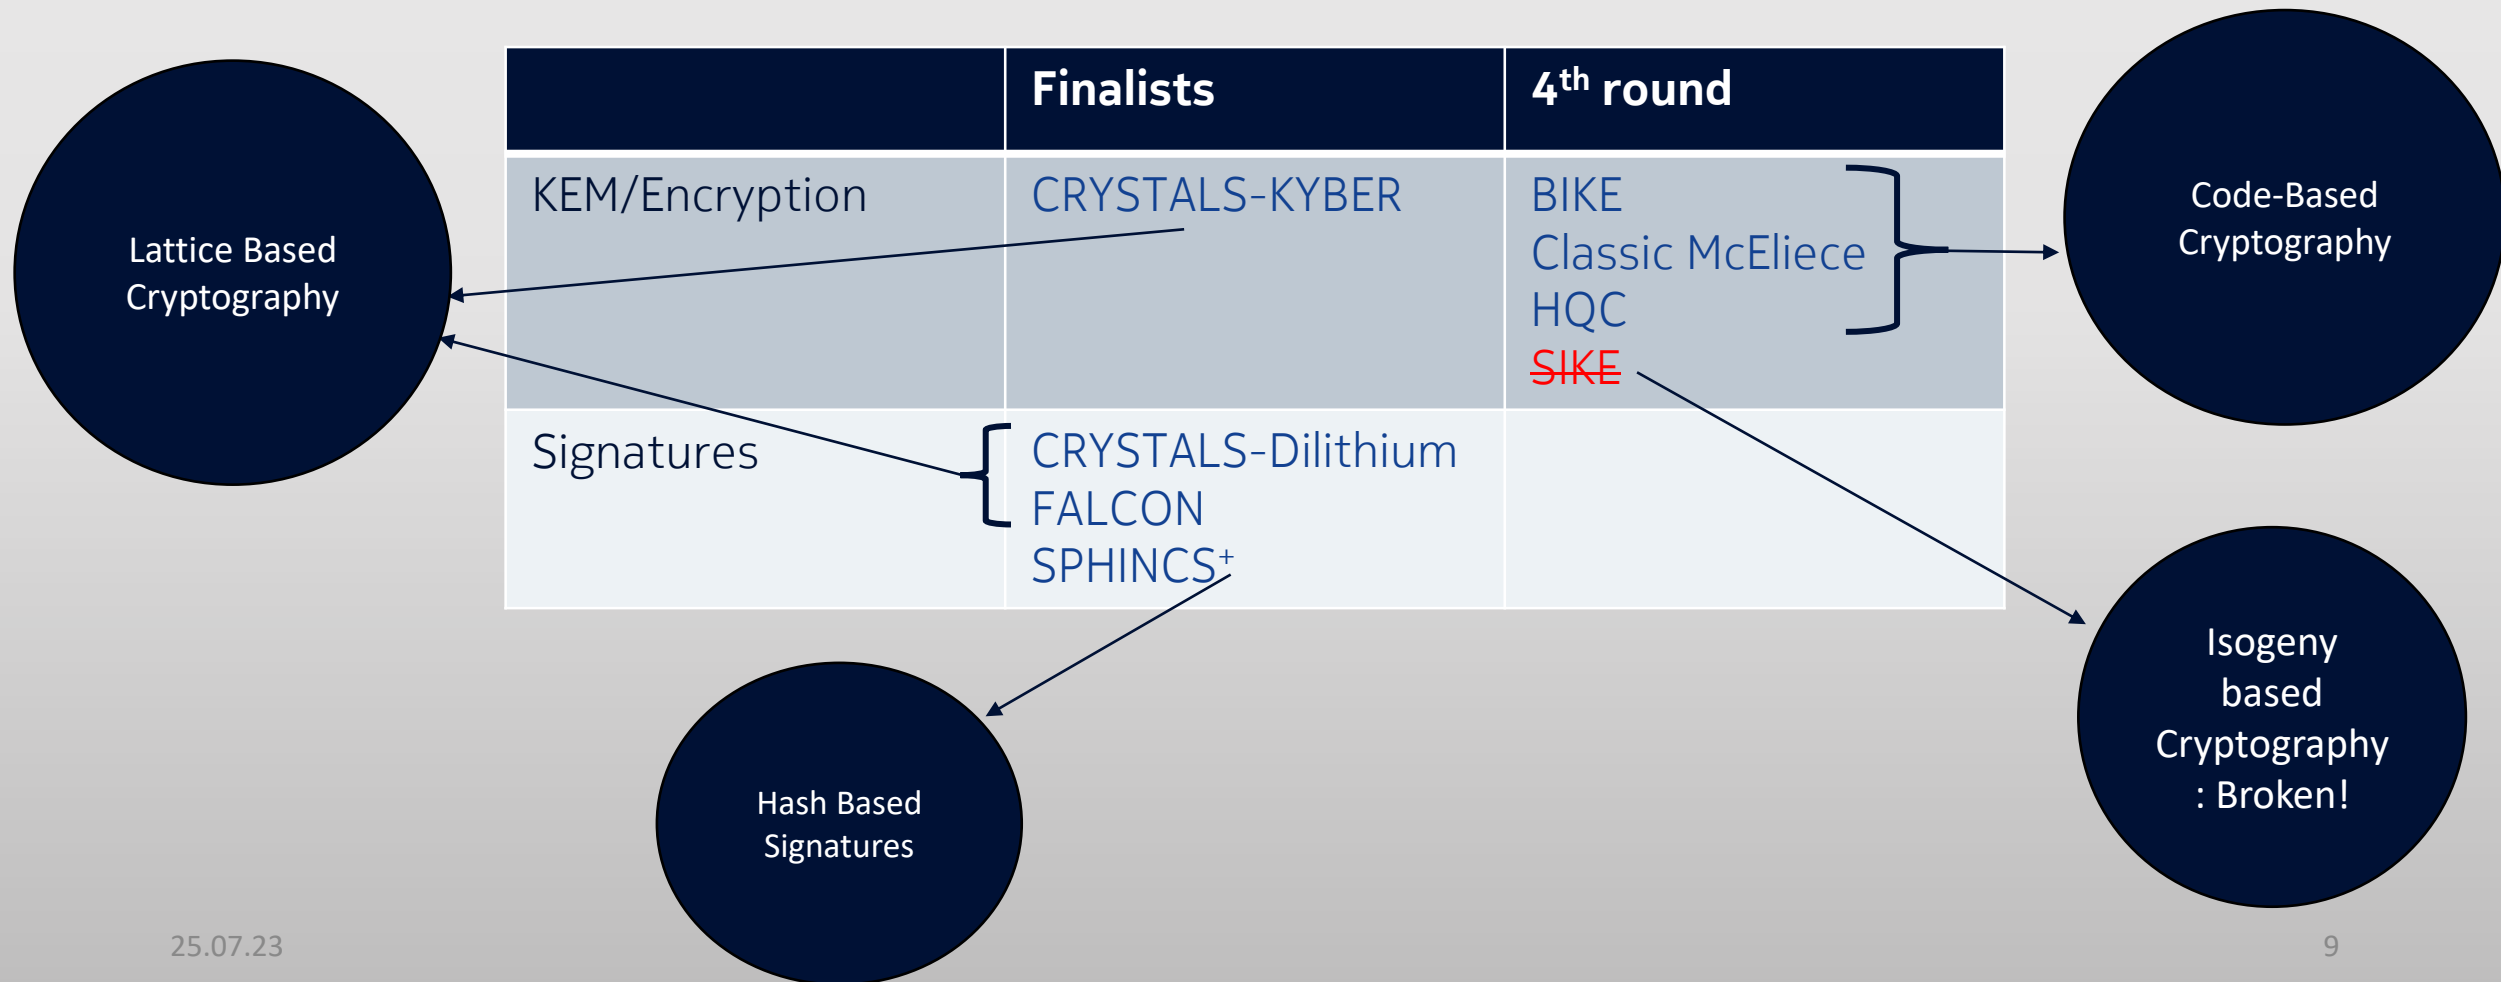 Finalists
4th round
KEM/Encryption
CRYSTALS-KYBER
BIKE
Classic McEliece
HQC
SIKE
Signatures
CRYSTALS-Dilithium
FALCON
SPHINCS+
Lattice Based
Cryptography
Code-Based
Cryptography
Isogeny
based
Cryptography
: Broken!
Hash Based
Signatures
25.07.23
9